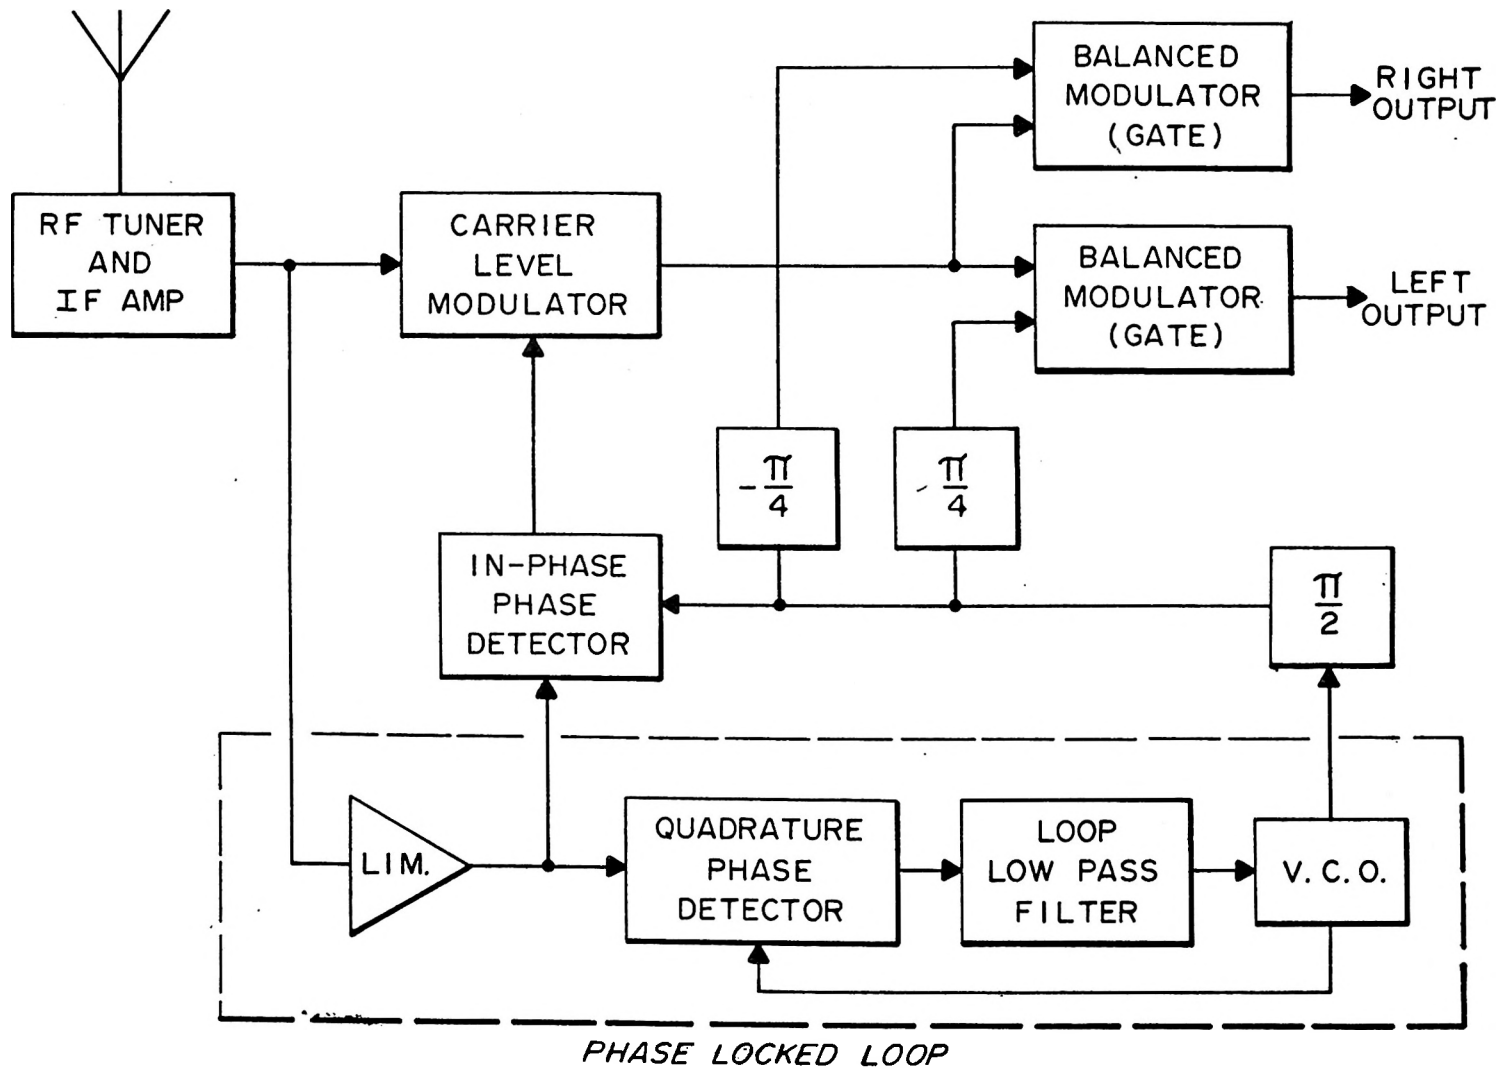 BALANCED
MODULATOR
(GATE)
RIGHT
OUTPUT
RF TUNER
AND
IF AMP
CARRIER
LEVEL
MODULATOR
BALANCED
MODULATOR
(GATE)
LEFT
OUTPUT
-π/4
π/4
IN-PHASE
PHASE
DETECTOR
π/2
LIM.
QUADRATURE
PHASE
DETECTOR
LOOP
LOW PASS
FILTER
V. C. O.
PHASE LOCKED LOOP